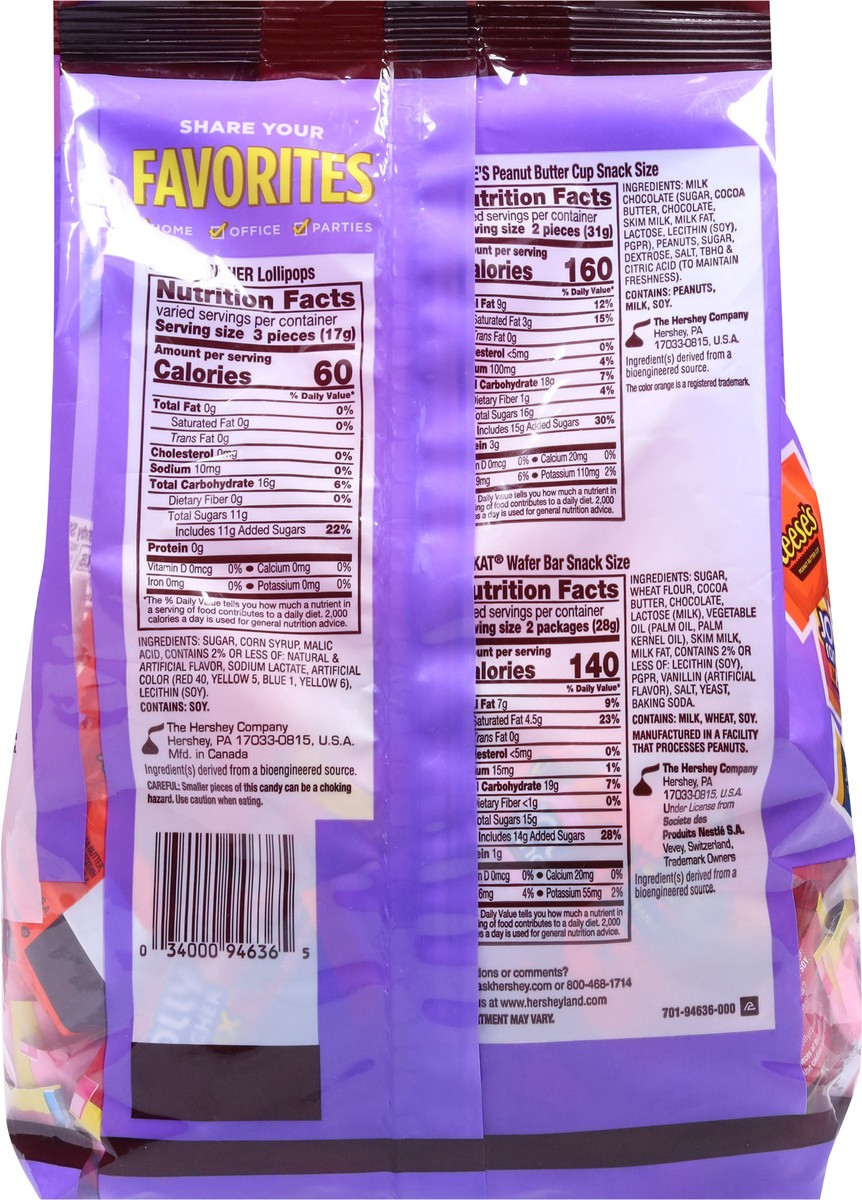 SHARE YOUR
FAVORITES
HOME OFFICE PARTIES
HER Lollipops
Nutrition Facts
varied servings per container
Serving size 3 pieces (17g)
Amount per serving
Calories 60
% Daily Value*
Total Fat 0g 0%
Saturated Fat 0g 0%
Trans Fat 0g
Cholesterol 0mg 0%
Sodium 10mg 0%
Total Carbohydrate 16g 6%
Dietary Fiber 0g 0%
Total Sugars 11g
Includes 11g Added Sugars 22%
Protein 0g
Vitamin D 0mcg 0% • Calcium 0mg 0%
Iron 0mg 0% • Potassium 0mg 0%
*The % Daily Value tells you how much a nutrient in
a serving of food contributes to a daily diet. 2,000
calories a day is used for general nutrition advice.
INGREDIENTS: SUGAR, CORN SYRUP, MALIC
ACID, CONTAINS 2% OR LESS OF: NATURAL &
ARTIFICIAL FLAVOR, SODIUM LACTATE, ARTIFICIAL
COLOR (RED 40, YELLOW 5, BLUE 1, YELLOW 6),
LECITHIN (SOY).
CONTAINS: SOY.
The Hershey Company
Hershey, PA 17033-0815, U.S.A.
Mfd. in Canada
Ingredient(s) derived from a bioengineered source.
CAREFUL: Smaller pieces of this candy can be a choking
hazard. Use caution when eating.
0 34000 94636 5
E'S Peanut Butter Cup Snack Size
utrition Facts
ed servings per container
ving size 2 pieces (31g)
unt per serving
alories 160
% Daily Value*
l Fat 9g 12%
Saturated Fat 3g 15%
Trans Fat 0g
esterol <5mg 0%
um 100mg 4%
l Carbohydrate 18g 7%
ietary Fiber 1g 4%
otal Sugars 16g
Includes 15g Added Sugars 30%
ein 3g
n D 0mcg 0% • Calcium 20mg 0%
9mg 6% • Potassium 110mg 2%
Daily Value tells you how much a nutrient in
ing of food contributes to a daily diet. 2,000
s a day is used for general nutrition advice.
INGREDIENTS: MILK
CHOCOLATE (SUGAR, COCOA
BUTTER, CHOCOLATE,
SKIM MILK, MILK FAT,
LACTOSE, LECITHIN (SOY),
PGPR), PEANUTS, SUGAR,
DEXTROSE, SALT, TBHQ &
CITRIC ACID (TO MAINTAIN
FRESHNESS).
CONTAINS: PEANUTS,
MILK, SOY.
The Hershey Company
Hershey, PA
17033-0815, U.S.A.
Ingredient(s) derived from a
bioengineered source.
The color orange is a registered trademark.
KAT® Wafer Bar Snack Size
utrition Facts
ed servings per container
ving size 2 packages (28g)
unt per serving
alories 140
% Daily Value*
l Fat 7g 9%
Saturated Fat 4.5g 23%
Trans Fat 0g
esterol <5mg 0%
um 15mg 1%
l Carbohydrate 19g 7%
ietary Fiber <1g 0%
otal Sugars 15g
Includes 14g Added Sugars 28%
ein 1g
n D 0mcg 0% • Calcium 20mg 0%
6mg 4% • Potassium 55mg 2%
Daily Value tells you how much a nutrient in
ing of food contributes to a daily diet. 2,000
s a day is used for general nutrition advice.
INGREDIENTS: SUGAR,
WHEAT FLOUR, COCOA
BUTTER, CHOCOLATE,
LACTOSE (MILK), VEGETABLE
OIL (PALM OIL, PALM
KERNEL OIL), SKIM MILK,
MILK FAT, CONTAINS 2% OR
LESS OF: LECITHIN (SOY),
PGPR, VANILLIN (ARTIFICIAL
FLAVOR), SALT, YEAST,
BAKING SODA.
CONTAINS: MILK, WHEAT, SOY.
MANUFACTURED IN A FACILITY
THAT PROCESSES PEANUTS.
The Hershey Company
Hershey, PA
17033-0815, U.S.A.
Under License from
Societe des
Produits Nestlé S.A.
Vevey, Switzerland,
Trademark Owners
Ingredient(s) derived from a
bioengineered source.
ions or comments?
askhershey.com or 800-468-1714
us at www.hersheyland.com
TMENT MAY VARY.
701-94636-000
eese's
PEANUT BUTTER CUP